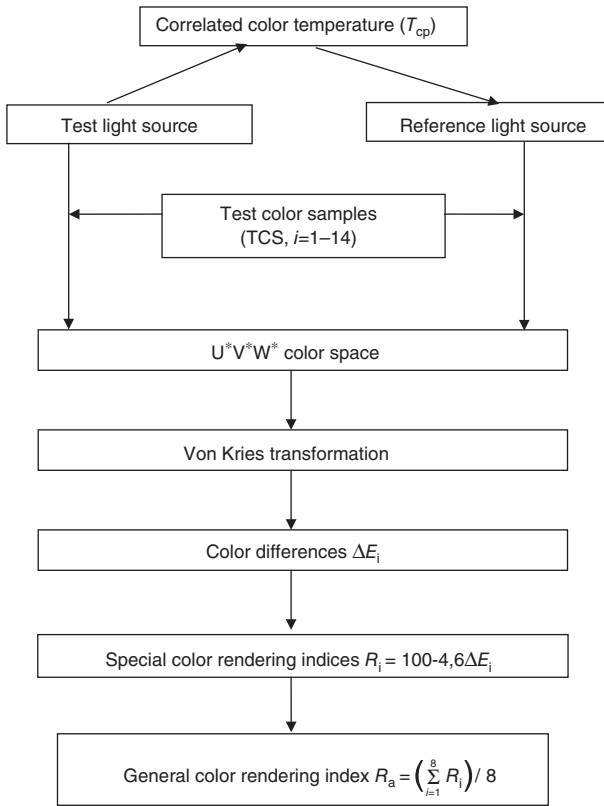 Correlated color temperature (Tcp)
Test light source
Reference light source
Test color samples
(TCS, i=1–14)
U*V*W* color space
Von Kries transformation
Color differences ΔEi
Special color rendering indices Ri = 100-4,6ΔEi
General color rendering index Ra = (8∑i=1 Ri) / 8